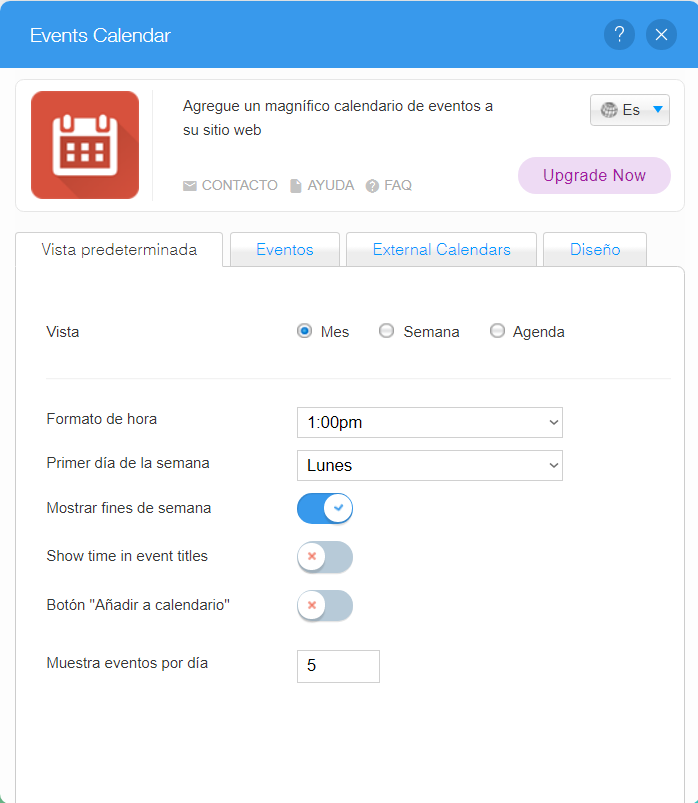 Events Calendar
?
Agregue un magnífico calendario de eventos a
su sitio web
Es
CONTACTO AYUDA ? FAQ
Upgrade Now
Vista predeterminada Eventos External Calendars Diseño
Vista Mes Semana Agenda
Formato de hora 1:00pm
Primer día de la semana Lunes
Mostrar fines de semana
Show time in event titles
Botón "Añadir a calendario"
Muestra eventos por día 5